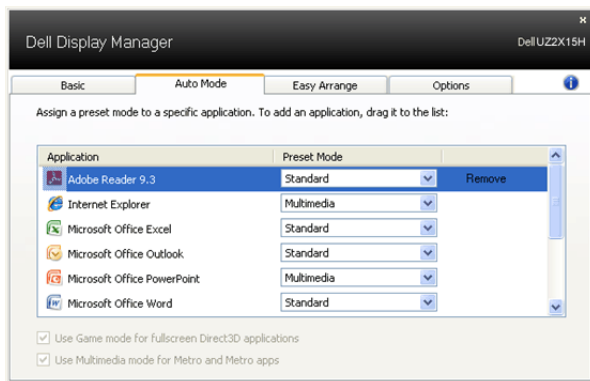 x
Dell Display Manager
Dell UZ2X15H
Basic Auto Mode Easy Arrange Options i
Assign a preset mode to a specific application. To add an application, drag it to the list:
Application Preset Mode
Adobe Reader 9.3 Standard Remove
Internet Explorer Multimedia
Microsoft Office Excel Standard
Microsoft Office Outlook Standard
Microsoft Office PowerPoint Multimedia
Microsoft Office Word Standard
Use Game mode for fullscreen Direct3D applications
Use Multimedia mode for Metro and Metro apps